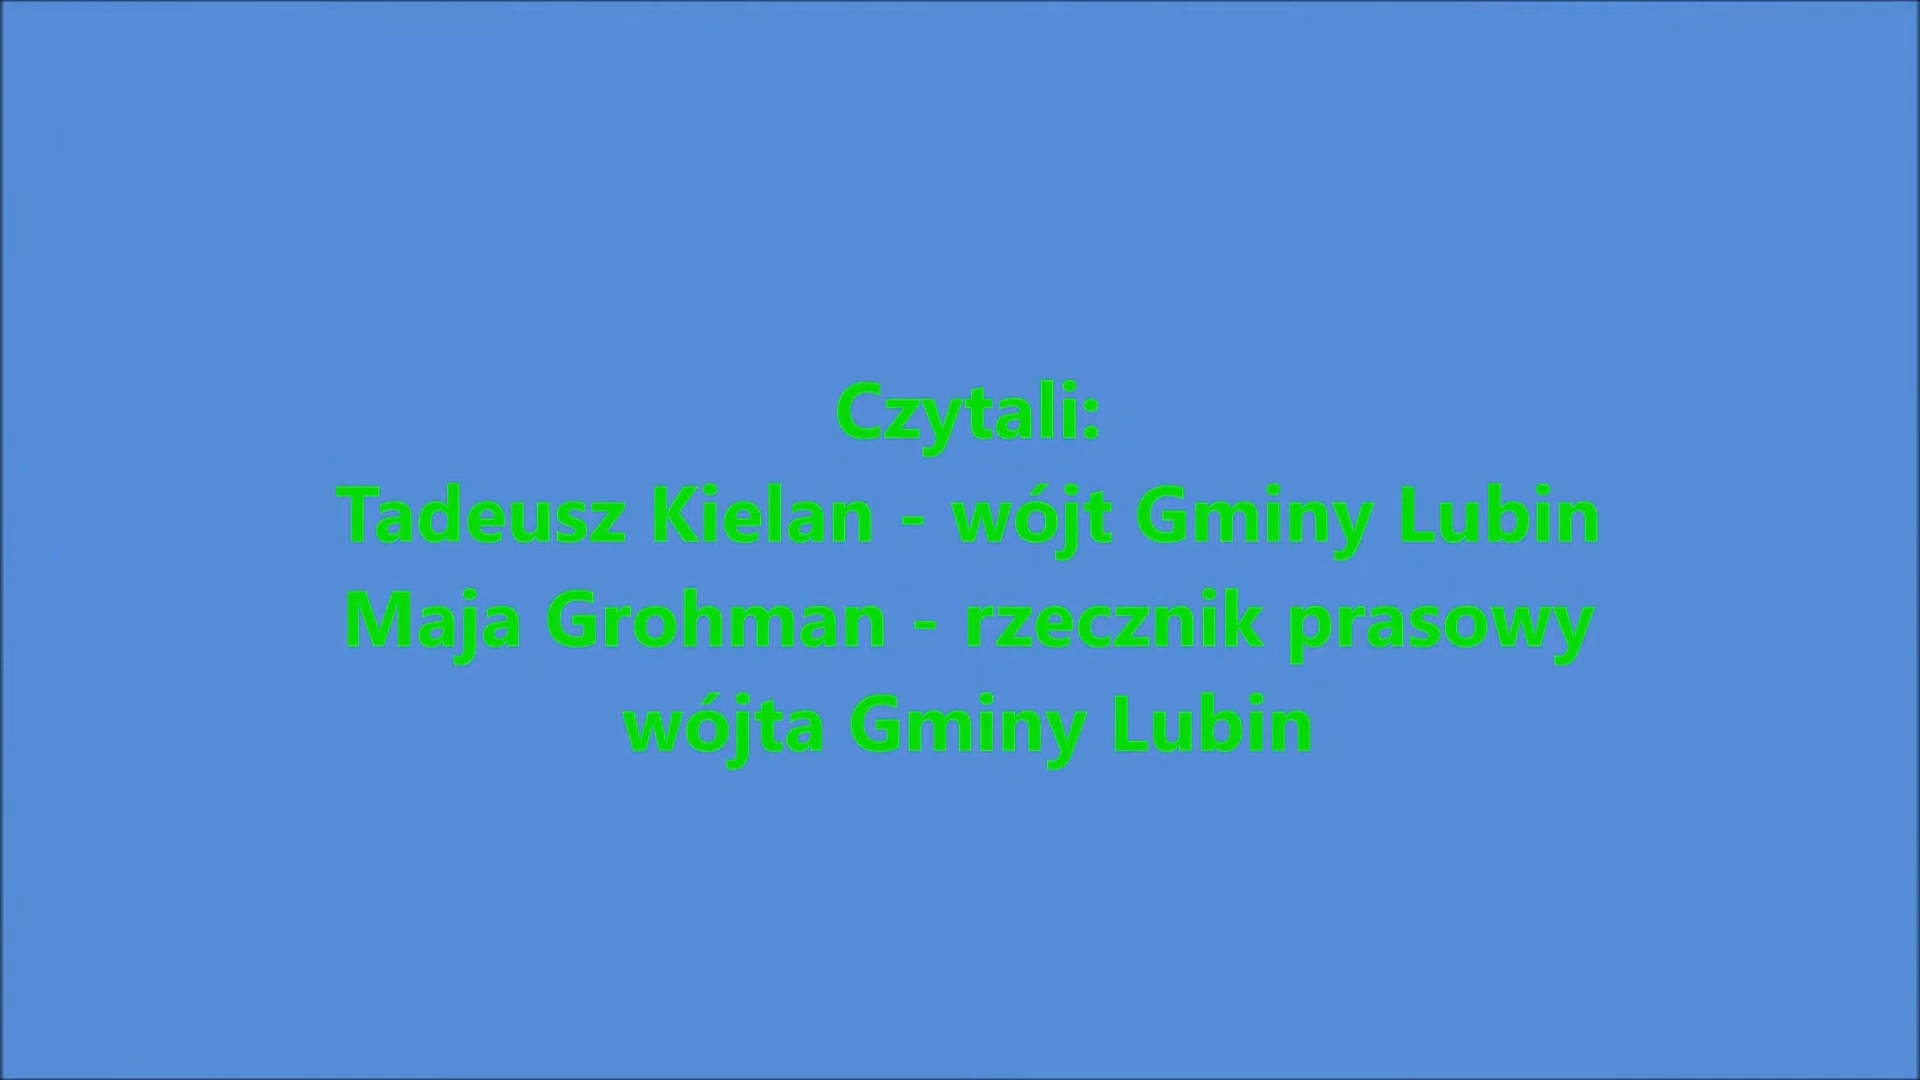 Czytali:
Tadeusz Kielan - wójt Gminy Lubin
Maja Grohman - rzecznik prasowy
wójta Gminy Lubin